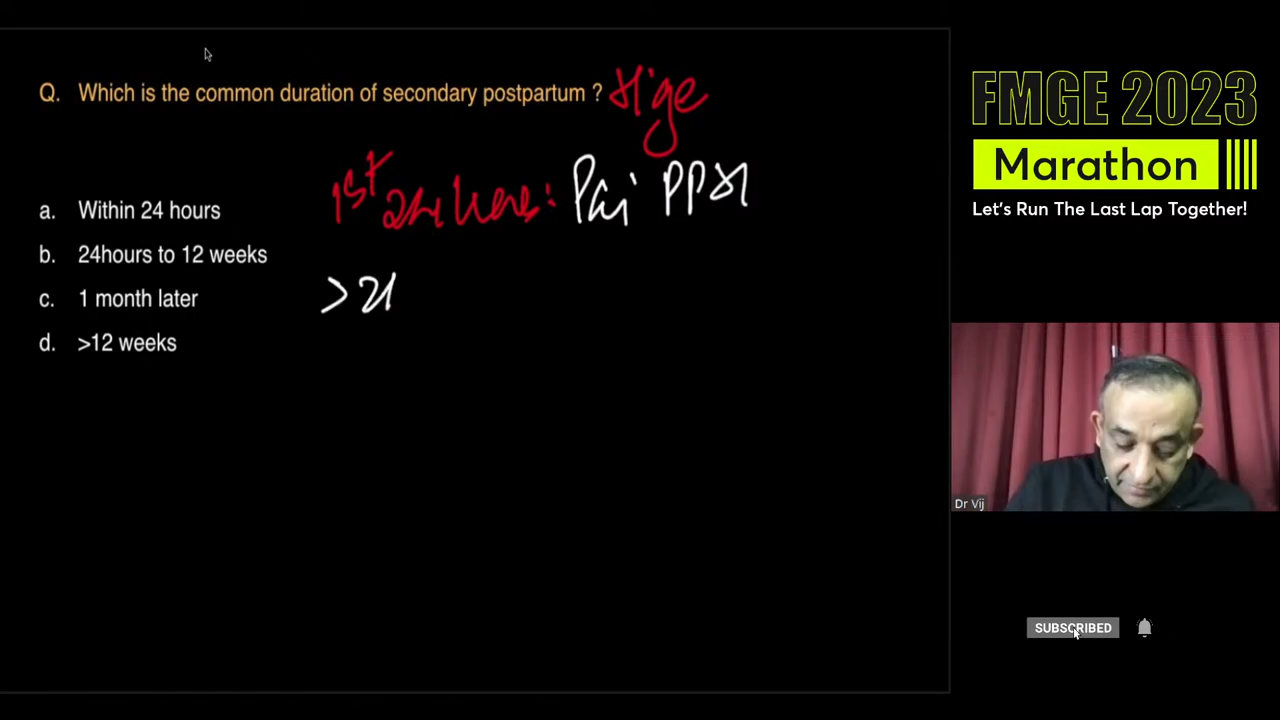 Q. Which is the common duration of secondary postpartum ? Hge
1st 24 hours: Pri PPH
a. Within 24 hours
b. 24hours to 12 weeks
c. 1 month later
> 24
d. >12 weeks
FMGE 2023
Marathon
Let's Run The Last Lap Together!
Dr Vij
SUBSCRIBED